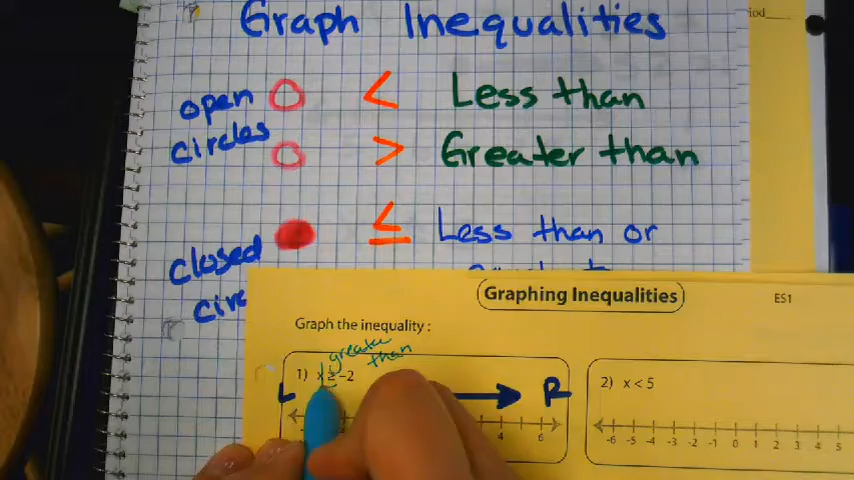 Graph Inequalities
iod
open circles
< Less than
> Greater than
closed
≤ Less than or
Graphing Inequalities
ES1
Graph the inequality :
greater than
1) x ≥ -2
L
R
4 6
2) x < 5
-6 -5 -4 -3 -2 -1 0 1 2 3 4 5